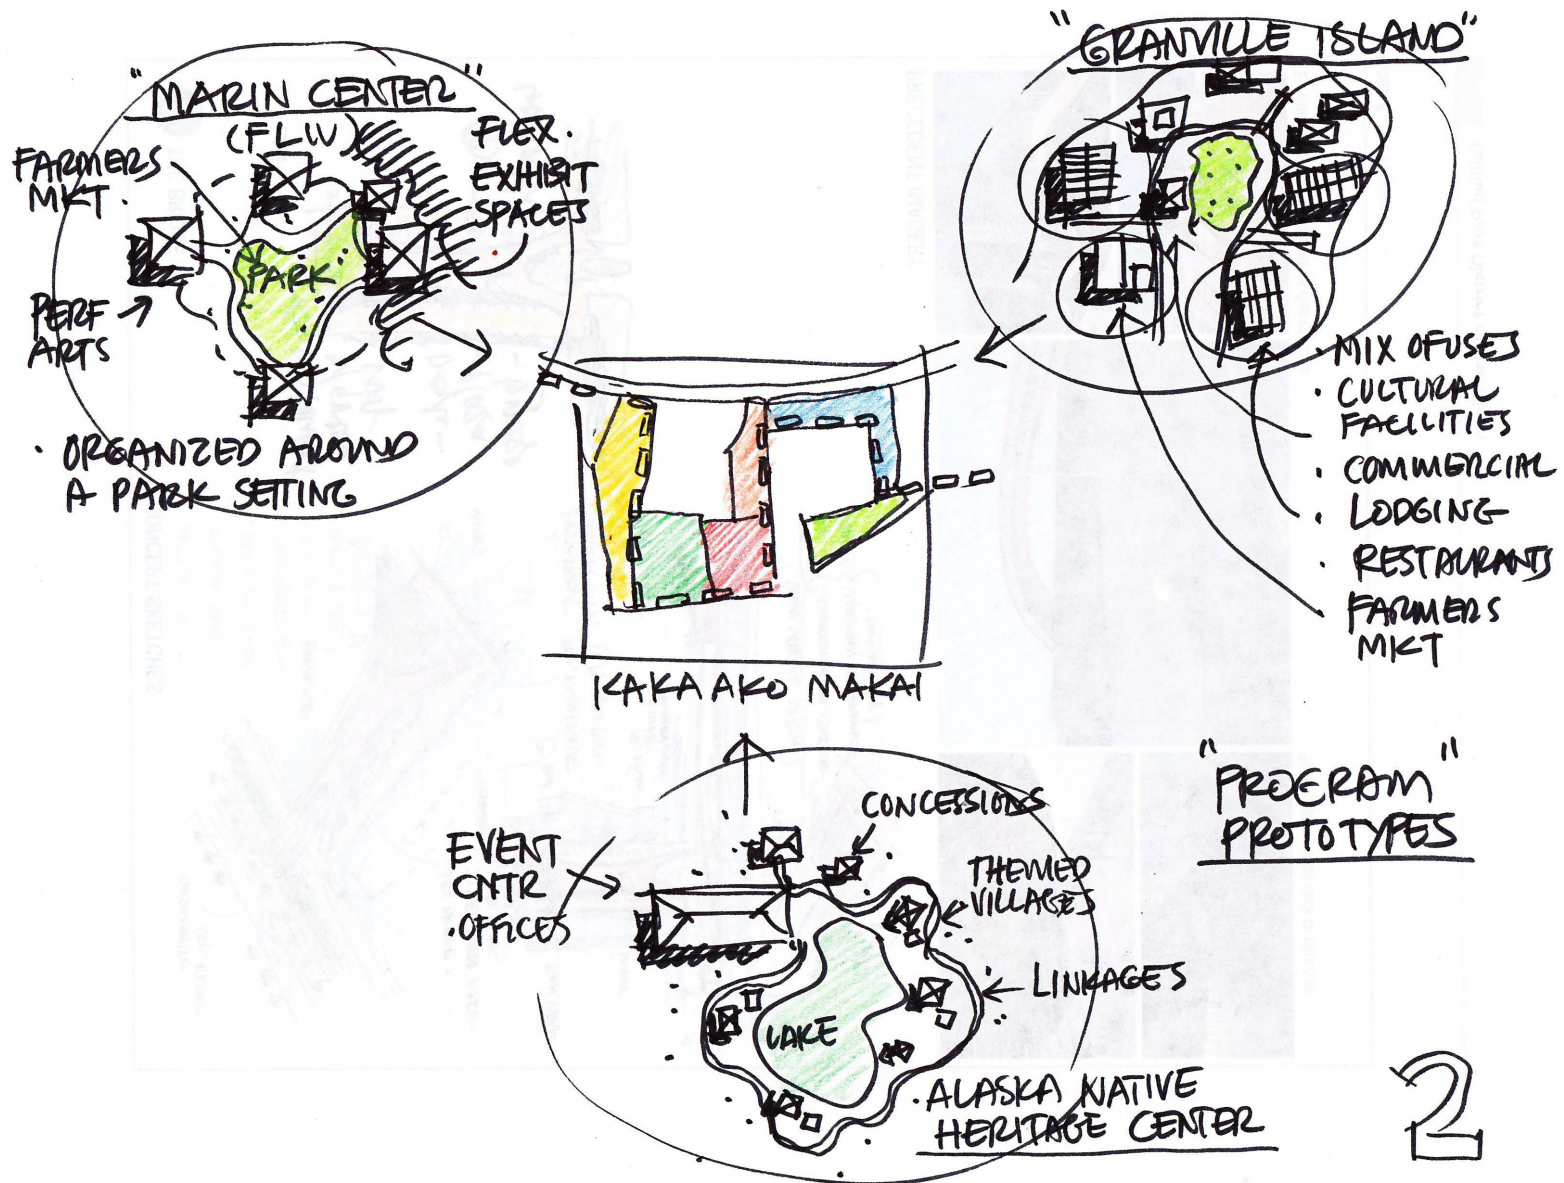 "MARIN CENTER"
(FLW)
FARMERS
MKT.
FLEX.
EXHIBIT
SPACES
PARK
PERF
ARTS
· ORGANIZED AROUND
A PARK SETTING
"GRANVILLE ISLAND"
· MIX OF USES
· CULTURAL
FACILITIES
· COMMERCIAL
· LODGING
· RESTAURANTS
· FARMERS
MKT
KAKAAKO MAKAI
"PROGRAM"
PROTOTYPES
EVENT
CNTR
· OFFICES
CONCESSIONS
THEMED
VILLAGES
LINKAGES
LAKE
· ALASKA NATIVE
HERITAGE CENTER
2